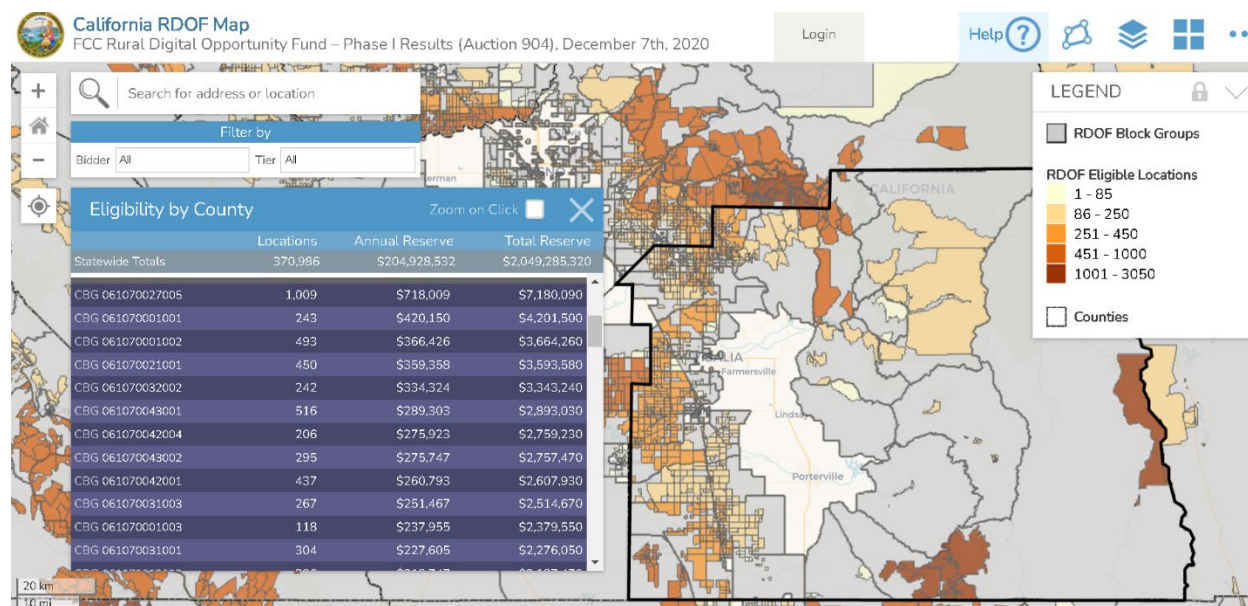 California RDOF Map
FCC Rural Digital Opportunity Fund – Phase I Results (Auction 904), December 7th, 2020
Login
Help ?
Search for address or location
Filter by
Bidder All Tier All
Eligibility by County Zoom on Click
Locations Annual Reserve Total Reserve
Statewide Totals 370,986 $204,928,532 $2,049,285,320
CBG 061070027005 1,009 $718,009 $7,180,090
CBG 061070001001 243 $420,150 $4,201,500
CBG 061070001002 493 $366,426 $3,664,260
CBG 061070021001 450 $359,358 $3,593,580
CBG 061070032002 242 $334,324 $3,343,240
CBG 061070043001 516 $289,303 $2,893,030
CBG 061070042004 206 $275,923 $2,759,230
CBG 061070043002 295 $275,747 $2,757,470
CBG 061070042001 437 $260,793 $2,607,930
CBG 061070031003 267 $251,467 $2,514,670
CBG 061070001003 118 $237,955 $2,379,550
CBG 061070031001 304 $227,605 $2,276,050
20 km
10 mi
LEGEND
RDOF Block Groups
RDOF Eligible Locations
1 - 85
86 - 250
251 - 450
451 - 1000
1001 - 3050
Counties
CALIFORNIA
Farmersville
Porterville